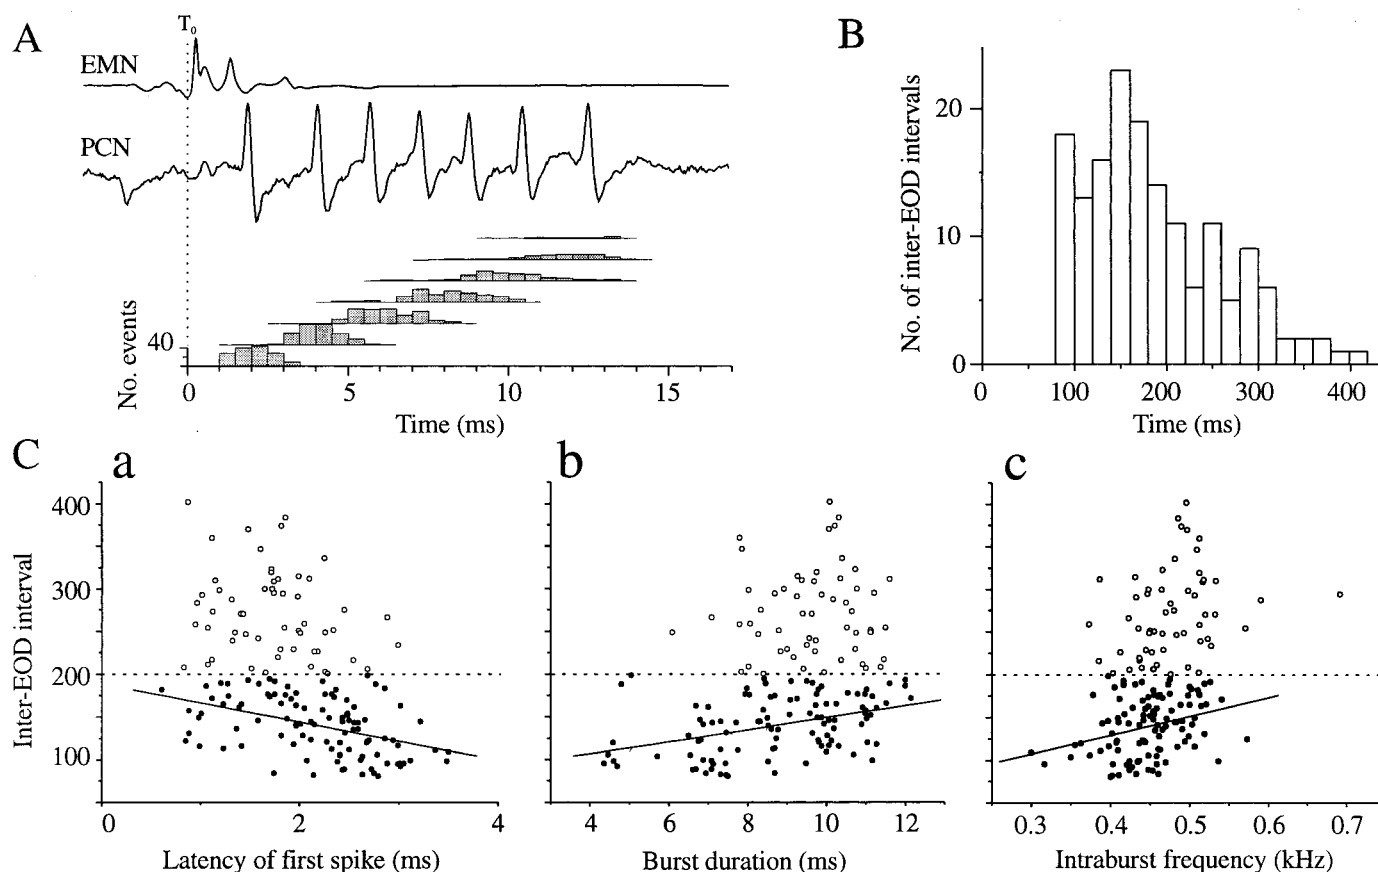 A
T0
EMN
PCN
No. events
40
0
5
10
15
Time (ms)
B
No. of inter-EOD intervals
20
10
0
0
100
200
300
400
Time (ms)
C
a
b
c
Inter-EOD interval
400
300
200
100
0
2
4
Latency of first spike (ms)
4
6
8
10
12
Burst duration (ms)
0.3
0.4
0.5
0.6
0.7
Intraburst frequency (kHz)